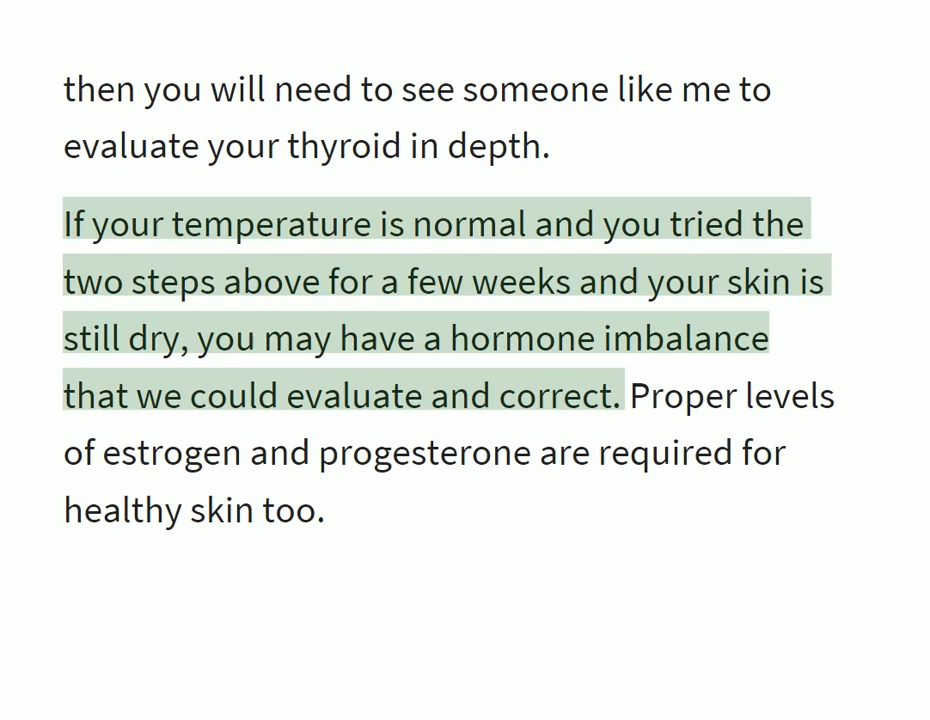 then you will need to see someone like me to
evaluate your thyroid in depth.
If your temperature is normal and you tried the
two steps above for a few weeks and your skin is
still dry, you may have a hormone imbalance
that we could evaluate and correct. Proper levels
of estrogen and progesterone are required for
healthy skin too.